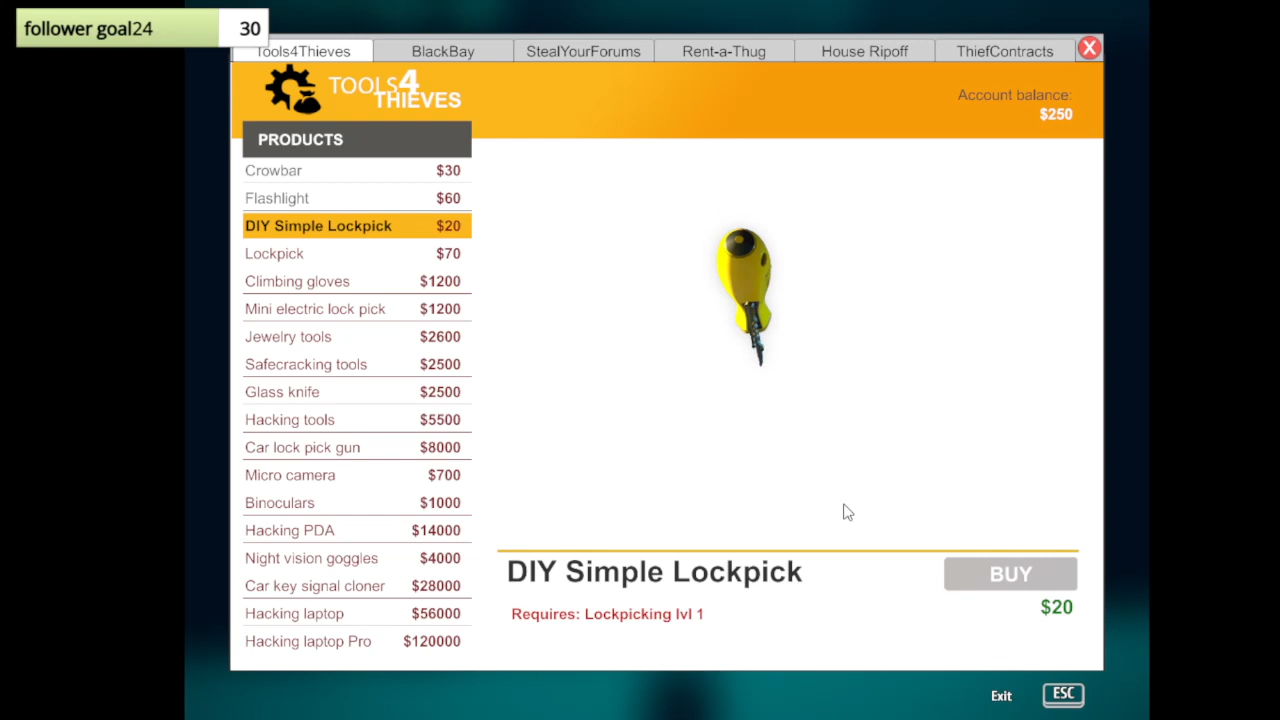 follower goal24 30
Tools4Thieves BlackBay StealYourForums Rent-a-Thug House Ripoff ThiefContracts X
TOOLS4
THIEVES
Account balance:
$250
PRODUCTS
Crowbar $30
Flashlight $60
DIY Simple Lockpick $20
Lockpick $70
Climbing gloves $1200
Mini electric lock pick $1200
Jewelry tools $2600
Safecracking tools $2500
Glass knife $2500
Hacking tools $5500
Car lock pick gun $8000
Micro camera $700
Binoculars $1000
Hacking PDA $14000
Night vision goggles $4000
Car key signal cloner $28000
Hacking laptop $56000
Hacking laptop Pro $120000
DIY Simple Lockpick BUY
$20
Requires: Lockpicking lvl 1
Exit ESC